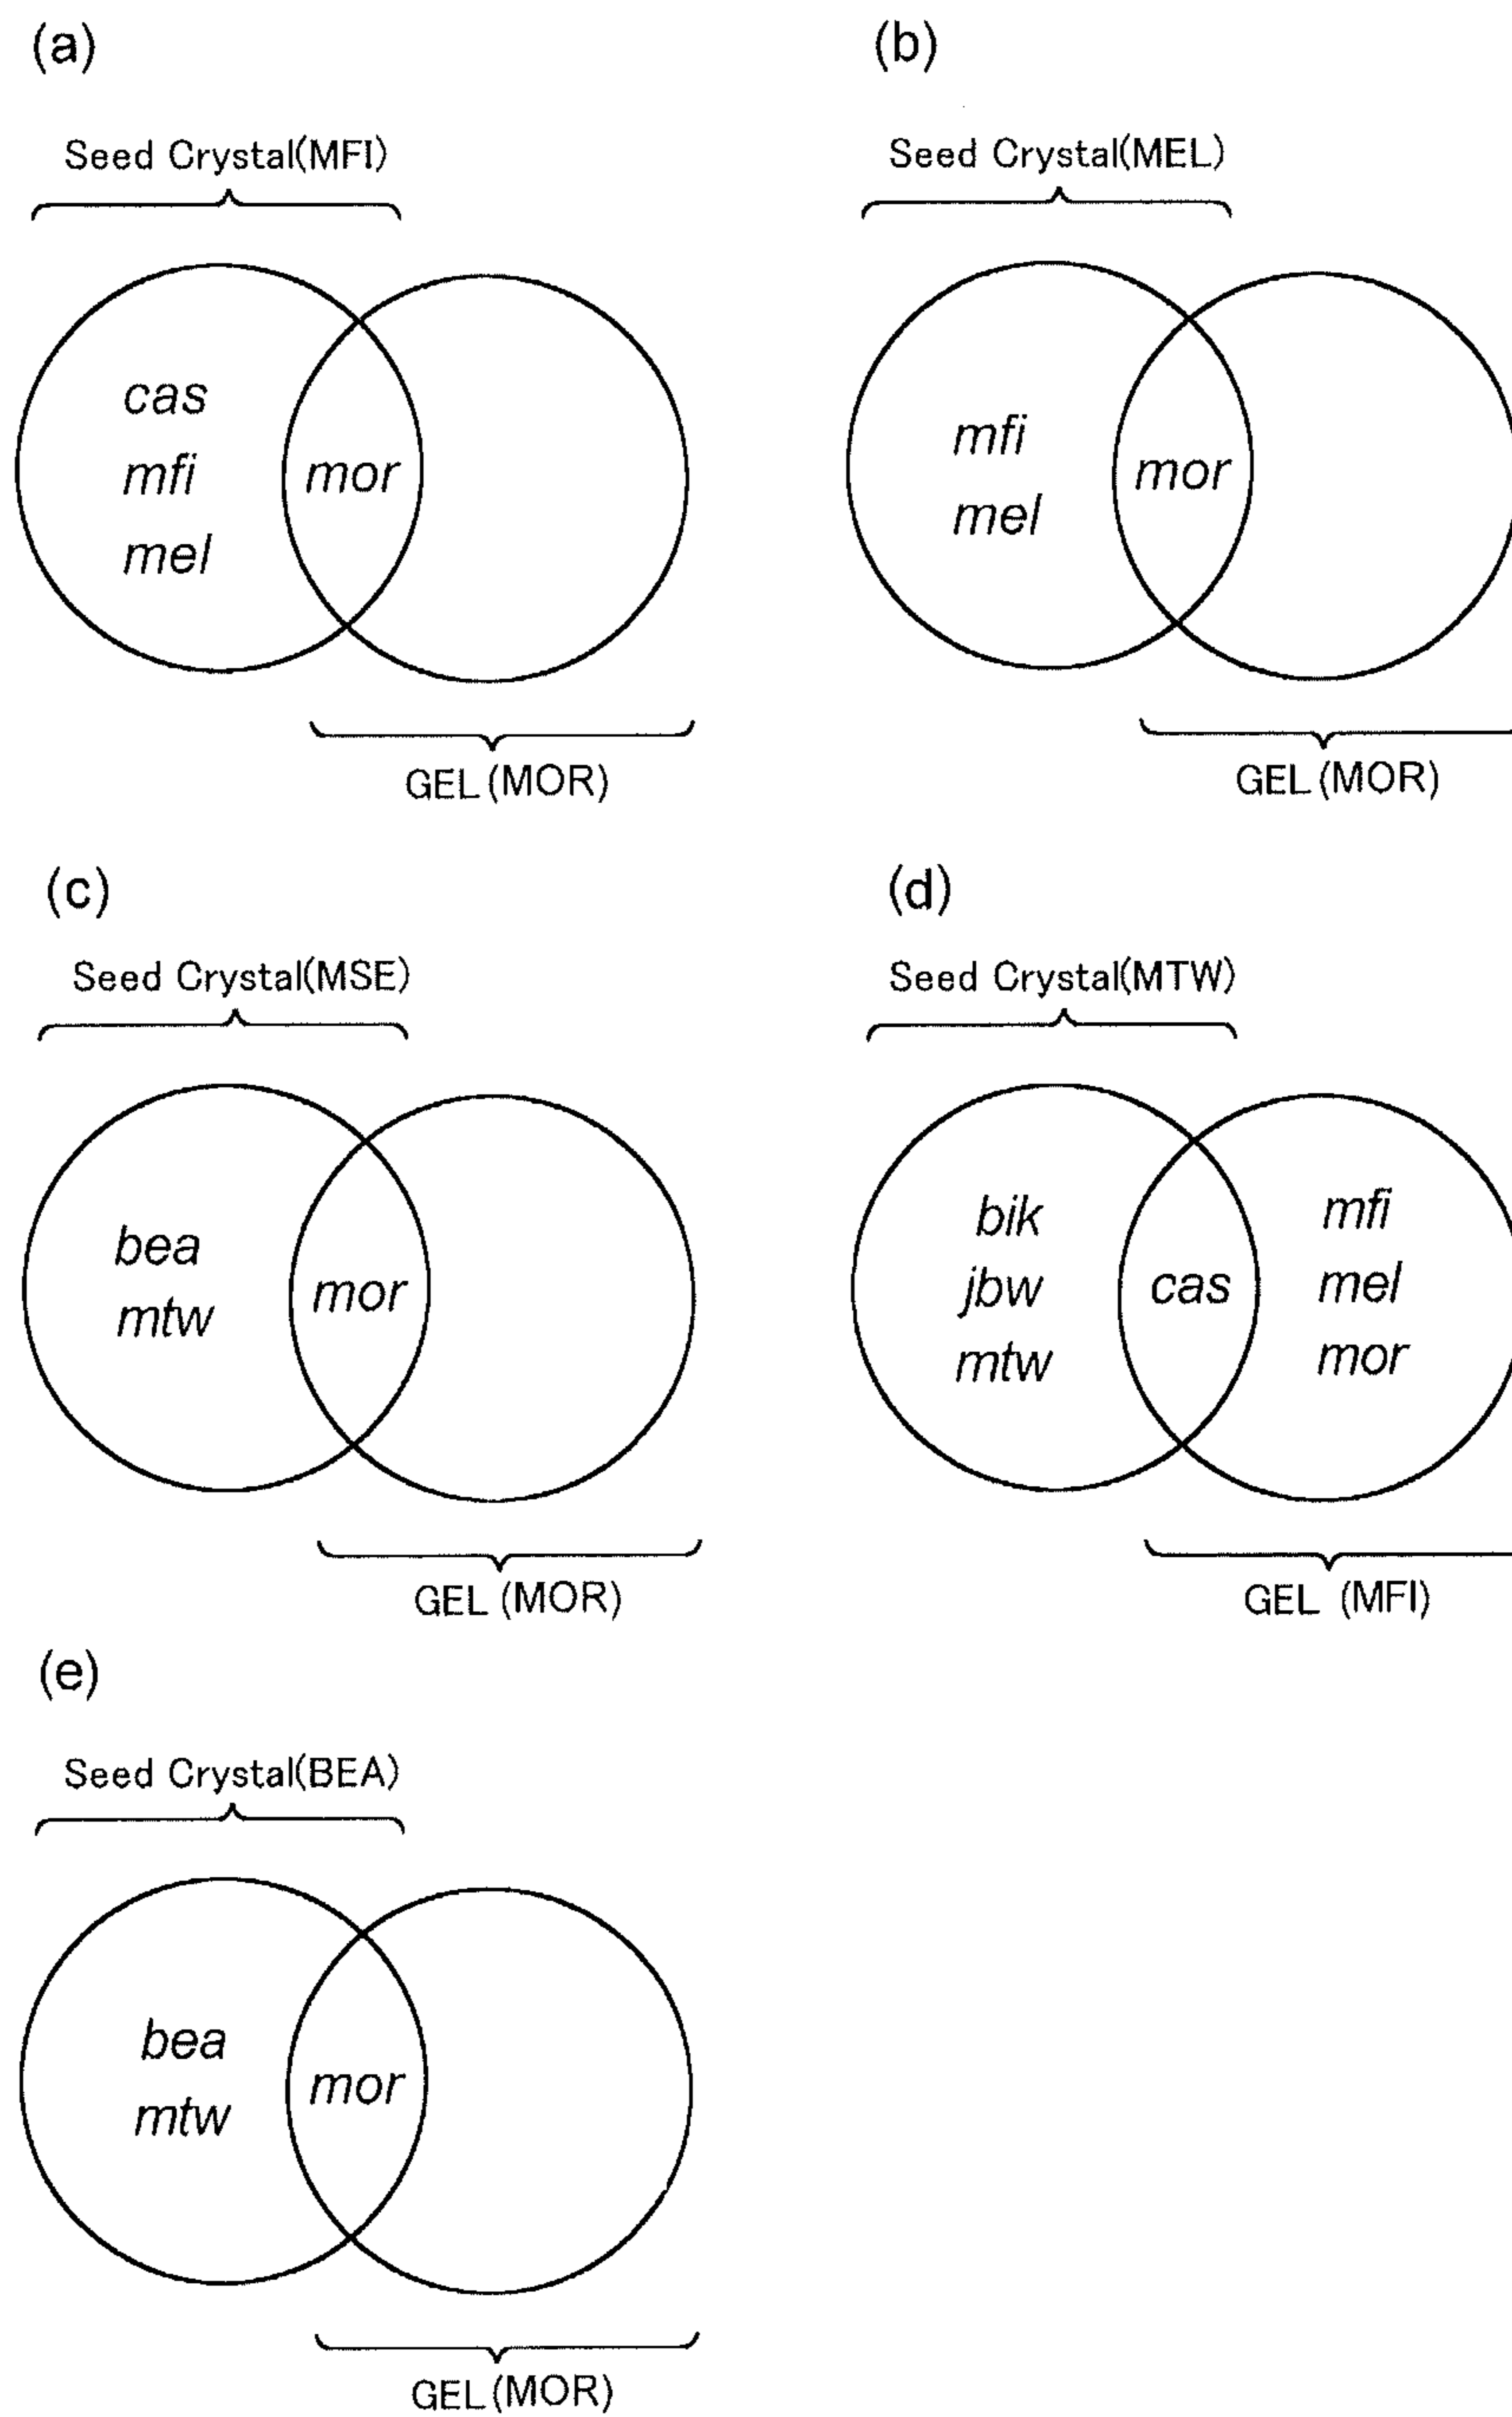 (a)
Seed Crystal(MFI)
cas
mfi
mel
mor
GEL(MOR)
(b)
Seed Crystal(MEL)
mfi
mel
mor
GEL(MOR)
(c)
Seed Crystal(MSE)
bea
mtw
mor
GEL(MOR)
(d)
Seed Crystal(MTW)
bik
jbw
mtw
cas
mfi
mel
mor
GEL (MFI)
(e)
Seed Crystal(BEA)
bea
mtw
mor
GEL(MOR)